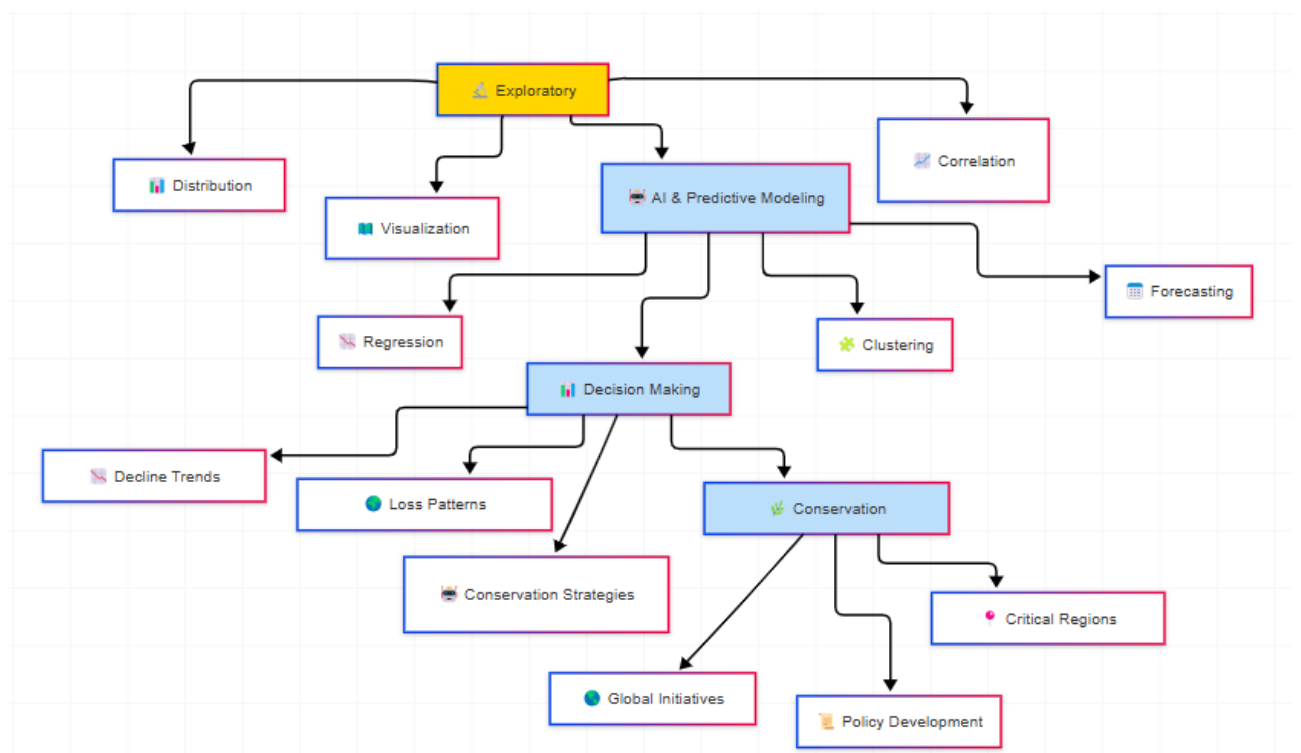 Exploratory
Correlation
Distribution
AI & Predictive Modeling
Visualization
Forecasting
Regression
Clustering
Decision Making
Decline Trends
Loss Patterns
Conservation
Conservation Strategies
Critical Regions
Global Initiatives
Policy Development